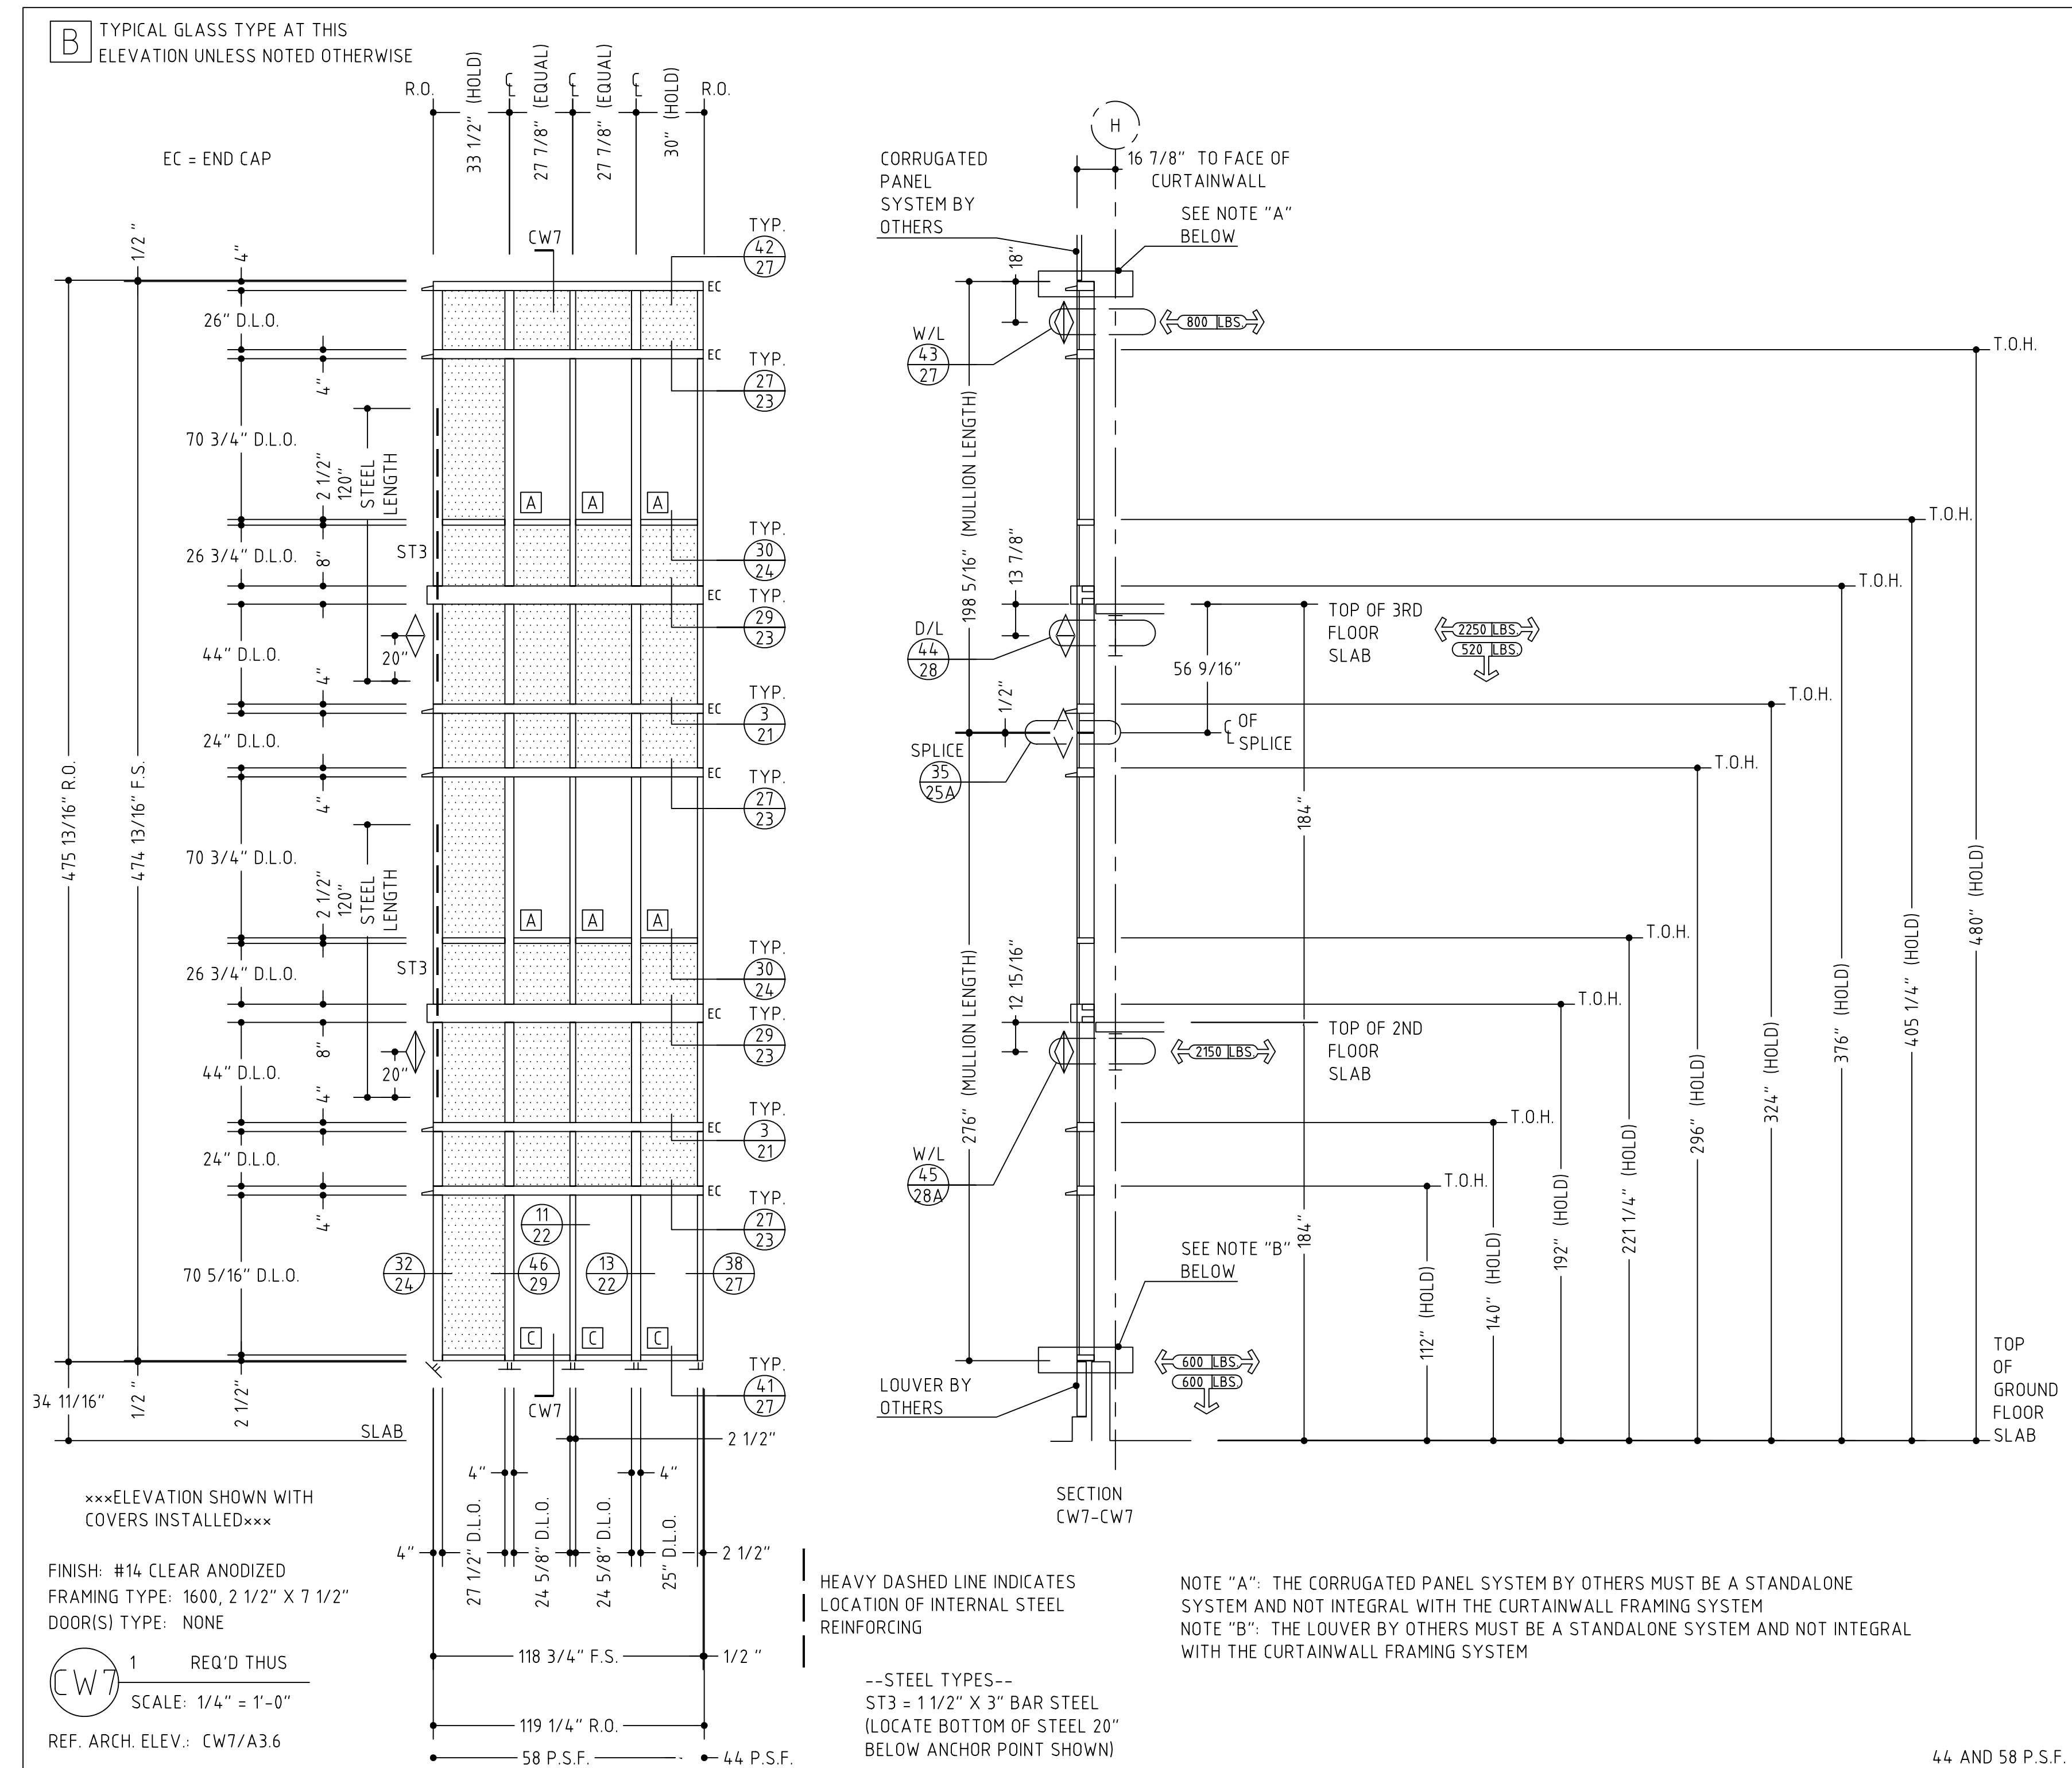 B
TYPICAL GLASS TYPE AT THIS
ELEVATION UNLESS NOTED OTHERWISE
EC = END CAP
R.O.
33 1/2" (HOLD)
C L
27 7/8" (EQUAL)
C L
27 7/8" (EQUAL)
C L
30" (HOLD)
R.O.
CW7
475 13/16" R.O.
34 11/16"
1/2 "
474 13/16" F.S.
1/2 "
4"
26" D.L.O.
4"
70 3/4" D.L.O.
2 1/2"
120"
STEEL
LENGTH
26 3/4" D.L.O.
8"
ST3
44" D.L.O.
20"
4"
24" D.L.O.
4"
70 3/4" D.L.O.
2 1/2"
120"
STEEL
LENGTH
26 3/4" D.L.O.
ST3
8"
44" D.L.O.
20"
4"
24" D.L.O.
4"
70 5/16" D.L.O.
2 1/2"
SLAB
EC
EC
A A A
EC
EC
EC
A A A
EC
EC
EC
C C C
TYP.
42
27
TYP.
27
23
TYP.
30
24
TYP.
29
23
TYP.
3
21
TYP.
27
23
TYP.
30
24
TYP.
29
23
TYP.
3
21
TYP.
27
23
11
22
32
24
46
29
13
22
38
27
TYP.
41
27
CW7
2 1/2"
4"
4"
4"
27 1/2" D.L.O.
24 5/8" D.L.O.
24 5/8" D.L.O.
25" D.L.O.
2 1/2"
118 3/4" F.S.
1/2 "
119 1/4" R.O.
58 P.S.F.
44 P.S.F.
×××ELEVATION SHOWN WITH
COVERS INSTALLED×××
FINISH: #14 CLEAR ANODIZED
FRAMING TYPE: 1600, 2 1/2" X 7 1/2"
DOOR(S) TYPE: NONE
CW7
1 REQ'D THUS
SCALE: 1/4" = 1'-0"
REF. ARCH. ELEV.: CW7/A3.6
HEAVY DASHED LINE INDICATES
LOCATION OF INTERNAL STEEL
REINFORCING
--STEEL TYPES--
ST3 = 1 1/2" X 3" BAR STEEL
(LOCATE BOTTOM OF STEEL 20"
BELOW ANCHOR POINT SHOWN)
H
16 7/8" TO FACE OF
CURTAINWALL
CORRUGATED
PANEL
SYSTEM BY
OTHERS
SEE NOTE "A"
BELOW
18"
800 LBS.
W/L
43
27
198 5/16" (MULLION LENGTH)
13 7/8"
D/L
44
28
TOP OF 3RD
FLOOR
SLAB
2250 LBS.
520 LBS.
56 9/16"
1/2"
C L OF
SPLICE
SPLICE
35
25A
184"
276" (MULLION LENGTH)
12 15/16"
TOP OF 2ND
FLOOR
SLAB
2150 LBS.
W/L
45
28A
184"
SEE NOTE "B"
BELOW
600 LBS.
600 LBS.
LOUVER BY
OTHERS
SECTION
CW7-CW7
T.O.H.
112" (HOLD)
T.O.H.
140" (HOLD)
T.O.H.
192" (HOLD)
T.O.H.
221 1/4" (HOLD)
T.O.H.
296" (HOLD)
T.O.H.
324" (HOLD)
T.O.H.
376" (HOLD)
T.O.H.
405 1/4" (HOLD)
T.O.H.
480" (HOLD)
TOP
OF
GROUND
FLOOR
SLAB
NOTE "A": THE CORRUGATED PANEL SYSTEM BY OTHERS MUST BE A STANDALONE
SYSTEM AND NOT INTEGRAL WITH THE CURTAINWALL FRAMING SYSTEM
NOTE "B": THE LOUVER BY OTHERS MUST BE A STANDALONE SYSTEM AND NOT INTEGRAL
WITH THE CURTAINWALL FRAMING SYSTEM
44 AND 58 P.S.F.